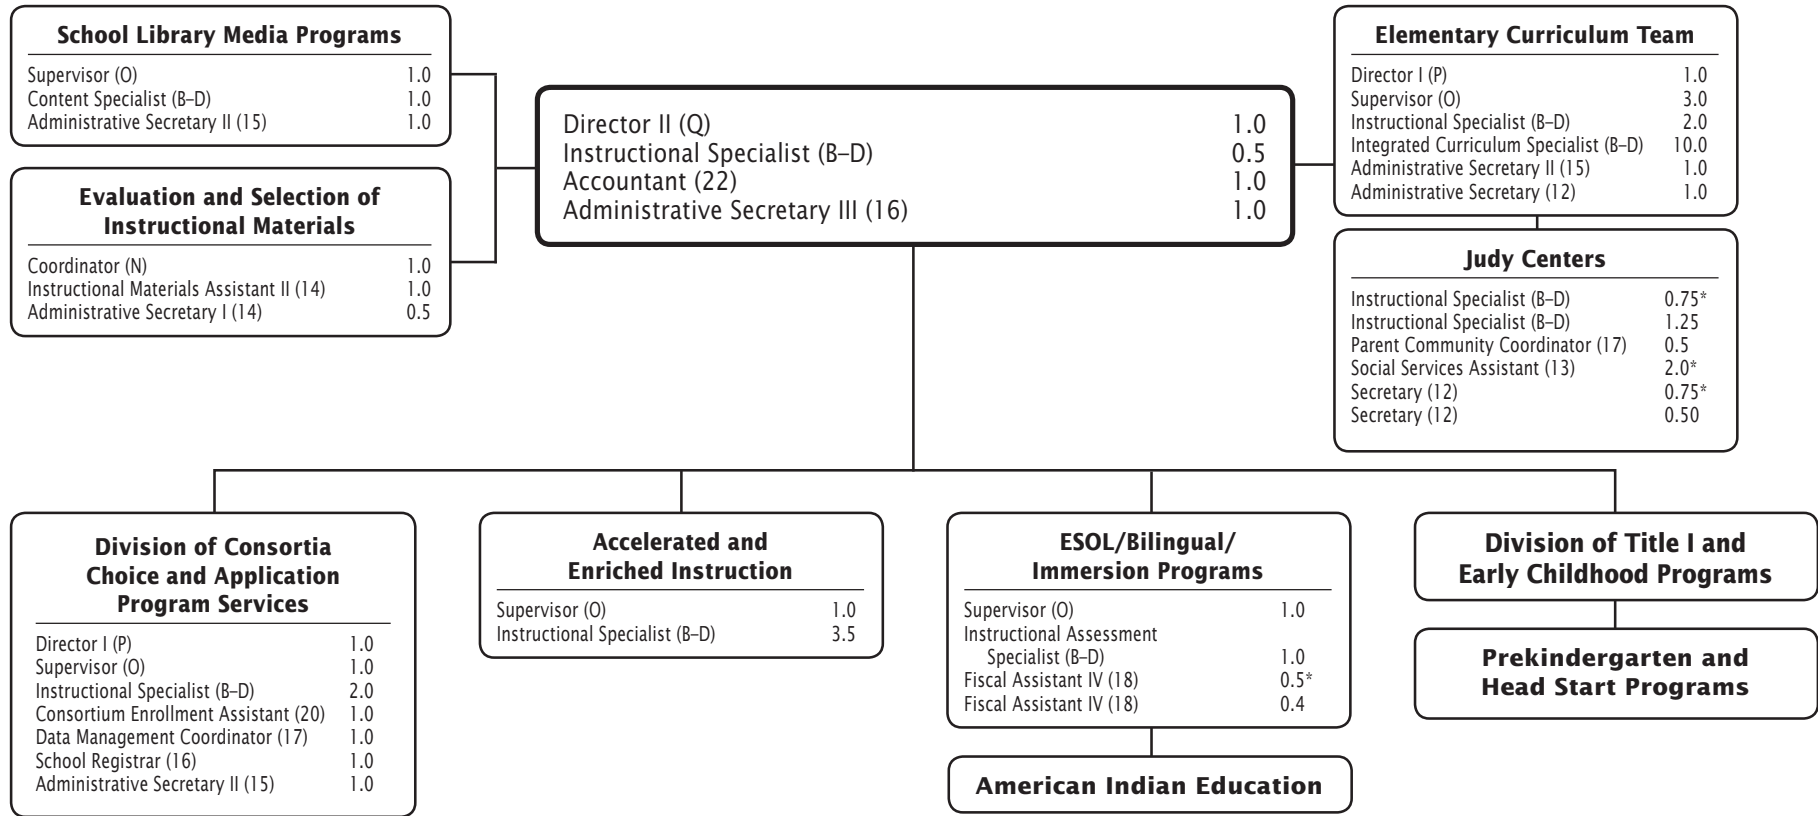 School Library Media Programs
Supervisor (O) 1.0
Content Specialist (B–D) 1.0
Administrative Secretary II (15) 1.0
Evaluation and Selection of
Instructional Materials
Coordinator (N) 1.0
Instructional Materials Assistant II (14) 1.0
Administrative Secretary I (14) 0.5
Director II (Q) 1.0
Instructional Specialist (B–D) 0.5
Accountant (22) 1.0
Administrative Secretary III (16) 1.0
Elementary Curriculum Team
Director I (P) 1.0
Supervisor (O) 3.0
Instructional Specialist (B–D) 2.0
Integrated Curriculum Specialist (B–D) 10.0
Administrative Secretary II (15) 1.0
Administrative Secretary (12) 1.0
Judy Centers
Instructional Specialist (B–D) 0.75*
Instructional Specialist (B–D) 1.25
Parent Community Coordinator (17) 0.5
Social Services Assistant (13) 2.0*
Secretary (12) 0.75*
Secretary (12) 0.50
Division of Consortia
Choice and Application
Program Services
Director I (P) 1.0
Supervisor (O) 1.0
Instructional Specialist (B–D) 2.0
Consortium Enrollment Assistant (20) 1.0
Data Management Coordinator (17) 1.0
School Registrar (16) 1.0
Administrative Secretary II (15) 1.0
Accelerated and
Enriched Instruction
Supervisor (O) 1.0
Instructional Specialist (B–D) 3.5
ESOL/Bilingual/
Immersion Programs
Supervisor (O) 1.0
Instructional Assessment
Specialist (B–D) 1.0
Fiscal Assistant IV (18) 0.5*
Fiscal Assistant IV (18) 0.4
American Indian Education
Division of Title I and
Early Childhood Programs
Prekindergarten and
Head Start Programs